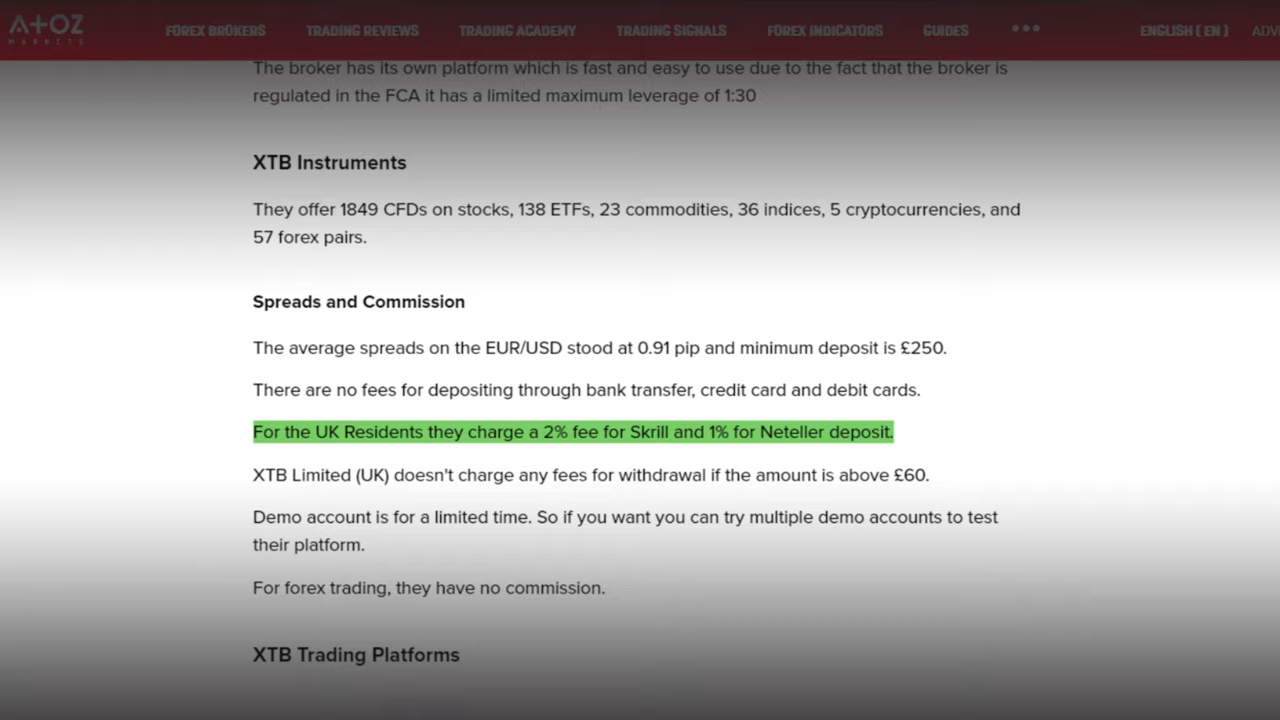 A+OZ
MARKETS
FOREX BROKERS
TRADING REVIEWS
TRADING ACADEMY
TRADING SIGNALS
FOREX INDICATORS
GUIDES
ENGLISH ( EN )
ADV
The broker has its own platform which is fast and easy to use due to the fact that the broker is
regulated in the FCA it has a limited maximum leverage of 1:30
XTB Instruments
They offer 1849 CFDs on stocks, 138 ETFs, 23 commodities, 36 indices, 5 cryptocurrencies, and
57 forex pairs.
Spreads and Commission
The average spreads on the EUR/USD stood at 0.91 pip and minimum deposit is £250.
There are no fees for depositing through bank transfer, credit card and debit cards.
For the UK Residents they charge a 2% fee for Skrill and 1% for Neteller deposit.
XTB Limited (UK) doesn't charge any fees for withdrawal if the amount is above £60.
Demo account is for a limited time. So if you want you can try multiple demo accounts to test
their platform.
For forex trading, they have no commission.
XTB Trading Platforms